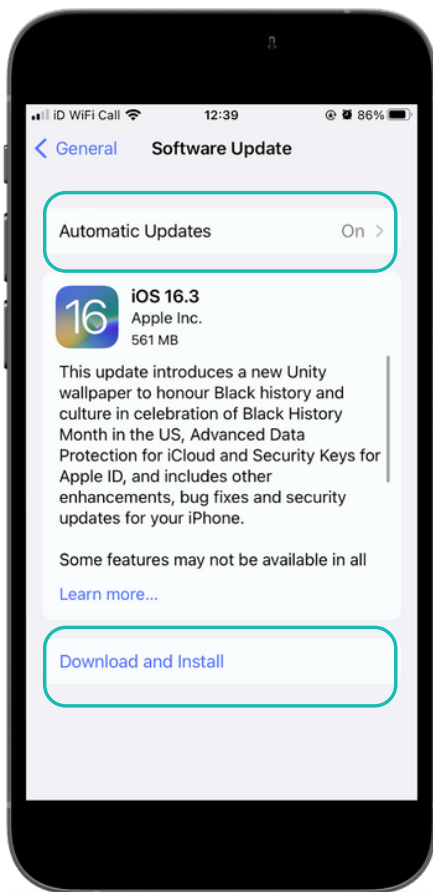 iD WiFi Call 12:39 86%
General Software Update
Automatic Updates On
16 iOS 16.3
Apple Inc.
561 MB
This update introduces a new Unity
wallpaper to honour Black history and
culture in celebration of Black History
Month in the US, Advanced Data
Protection for iCloud and Security Keys for
Apple ID, and includes other
enhancements, bug fixes and security
updates for your iPhone.
Some features may not be available in all
Learn more...
Download and Install